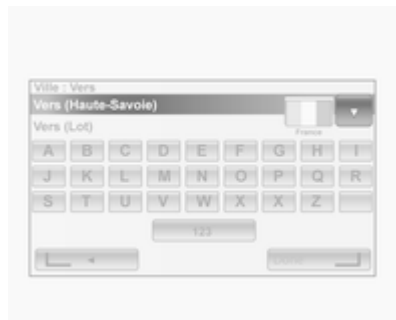 Ville : Vers
Vers (Haute-Savoie)
France
Vers (Lot)
A B C D E F G H I
J K L M N O P Q R
S T U V W X X Z
123